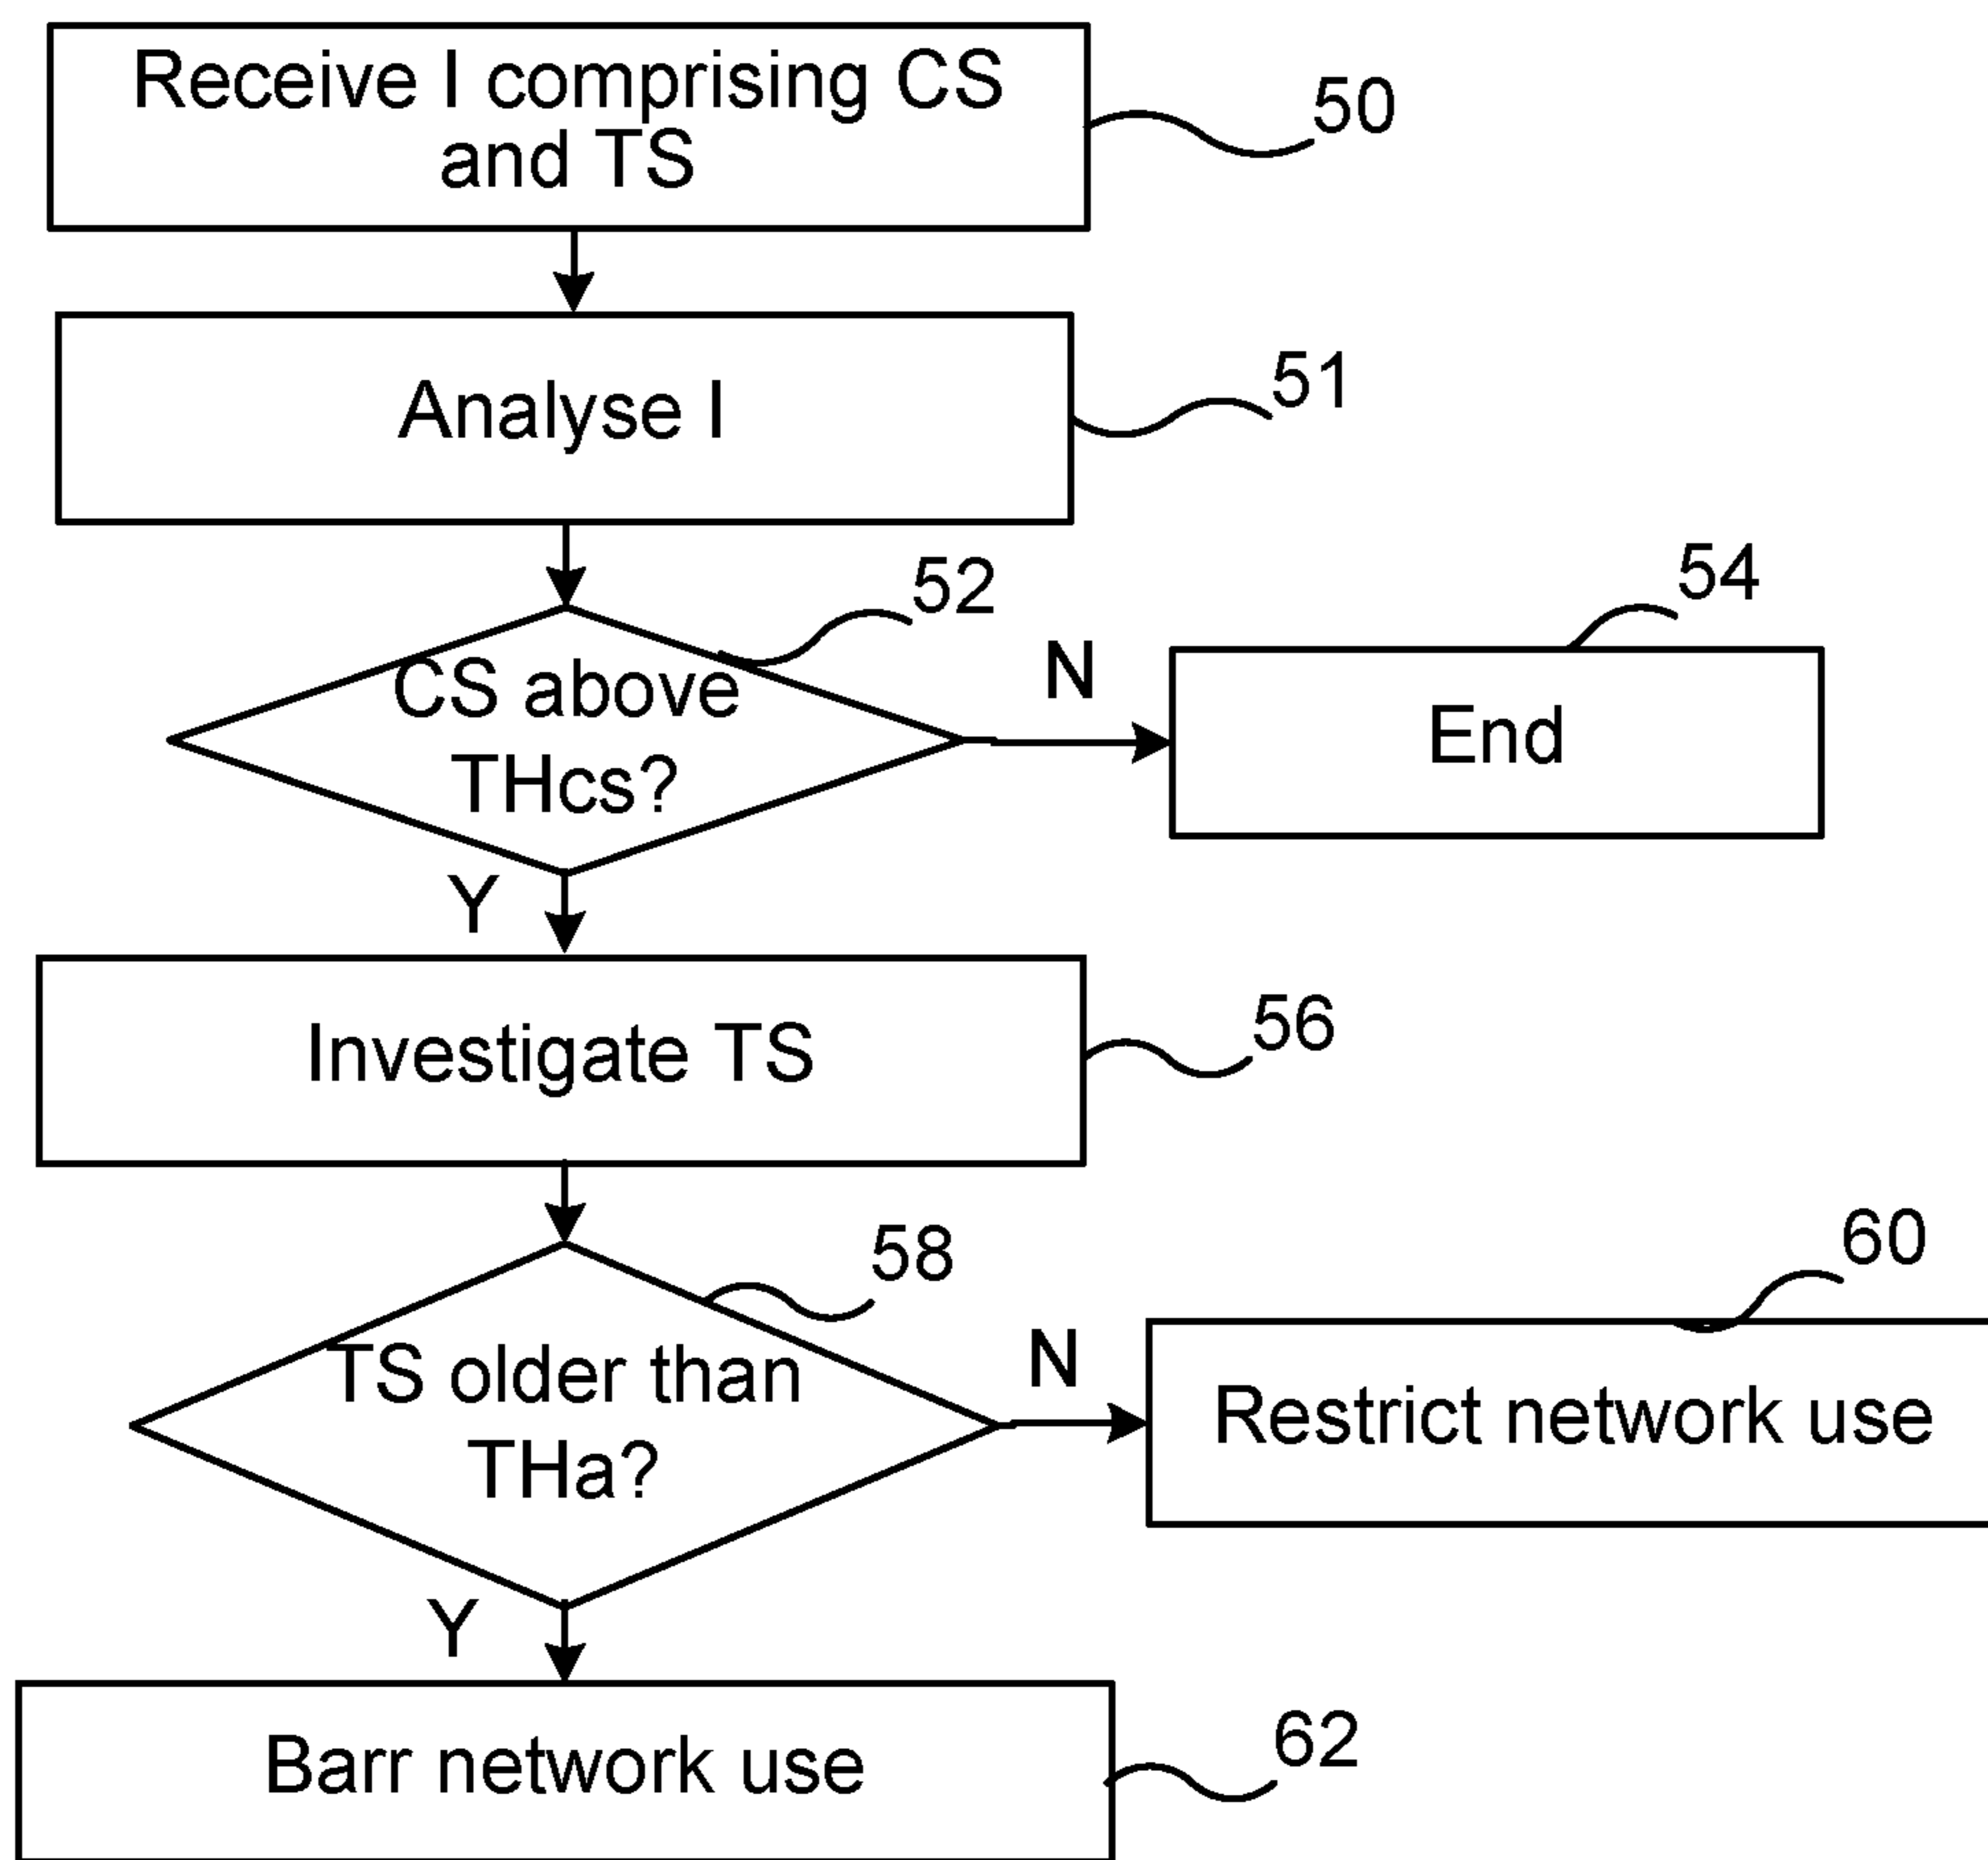 Receive I comprising CS
and TS
50
Analyse I
51
52
CS above
THcs?
N
54
End
Y
Investigate TS
56
58
TS older than
THa?
N
60
Restrict network use
Y
Barr network use
62